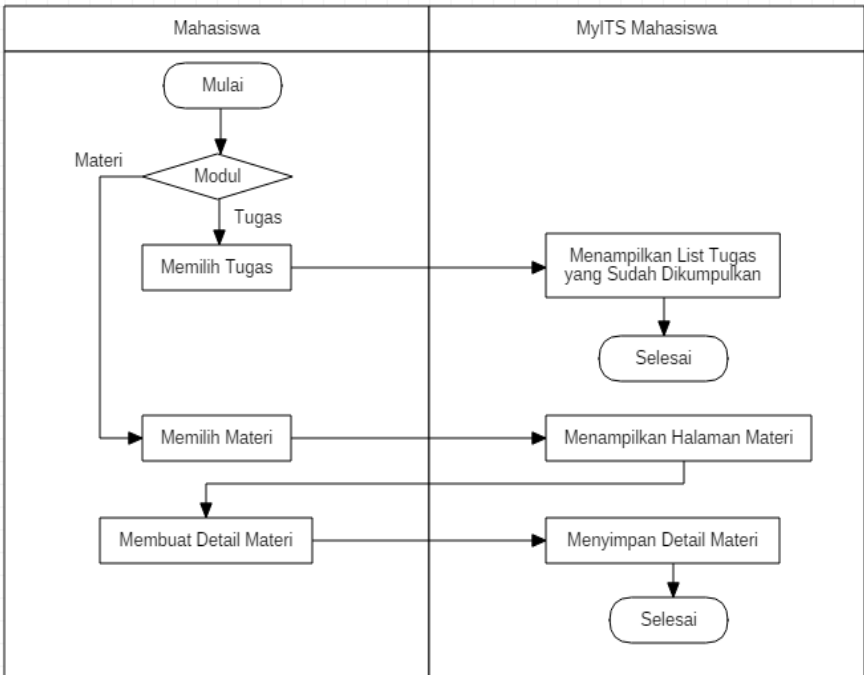 Mahasiswa
MyITS Mahasiswa
Mulai
Materi
Modul
Tugas
Memilih Tugas
Menampilkan List Tugas
yang Sudah Dikumpulkan
Selesai
Memilih Materi
Menampilkan Halaman Materi
Membuat Detail Materi
Menyimpan Detail Materi
Selesai